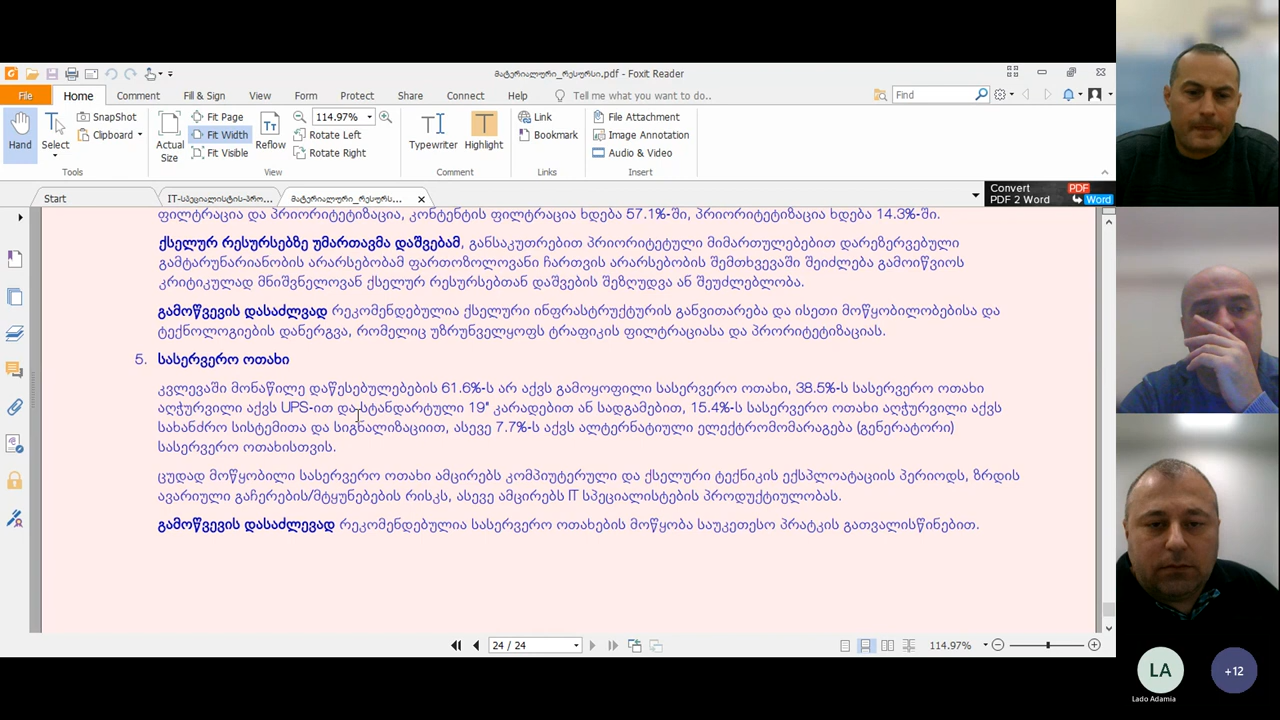 მატერიალური_რესურსი.pdf - Foxit Reader
File Home Comment Fill & Sign View Form Protect Share Connect Help Tell me what you want to do.. Find
Hand
Select
SnapShot
Clipboard
Tools
Actual Size
Fit Page
Fit Width
Fit Visible
Reflow
114.97%
Rotate Left
Rotate Right
View
Typewriter
Highlight
Comment
Link
Bookmark
Links
File Attachment
Image Annotation
Audio & Video
Insert
Start IT-სპეციალისტის-პრო... მატერიალური_რესურს...
Convert PDF
PDF 2 Word Word
ფილტრაცია და პრიორიტეტიზაცია, კონტენტის ფილტრაცია ხდება 57.1%-ში, პრიორიტეტიზაცია ხდება 14.3%-ში.
ქსელურ რესურსებზე უმართავმა დაშვებამ, განსაკუთრებით პრიორიტეტული მიმართულებებით დარეზერვებული
გამტარუნარიანობის არარსებობამ ფართოზოლოვანი ჩართვის არარსებობის შემთხვევაში შეიძლება გამოიწვიოს
კრიტიკულად მნიშვნელოვან ქსელურ რესურსებთან დაშვების შეზღუდვა ან შეუძლებლობა.
გამოწვევის დასაძლვად რეკომენდებულია ქსელური ინფრასტრუქტურის განვითარება და ისეთი მოწყობილობებისა და
ტექნოლოგიების დანერგვა, რომელიც უზრუნველყოფს ტრაფიკის ფილტრაციასა და პრორიტეტიზაციას.
5. სასერვერო ოთახი
კვლევაში მონაწილე დაწესებულებების 61.6%-ს არ აქვს გამოყოფილი სასერვერო ოთახი, 38.5%-ს სასერვერო ოთახი
აღჭურვილი აქვს UPS-ით და სტანდარტული 19" კარადებით ან სადგამებით, 15.4%-ს სასერვერო ოთახი აღჭურვილი აქვს
სახანძრო სისტემითა და სიგნალიზაციით, ასევე 7.7%-ს აქვს ალტერნატიული ელექტრომომარაგება (გენერატორი)
სასერვერო ოთახისთვის.
ცუდად მოწყობილი სასერვერო ოთახი ამცირებს კომპიუტერული და ქსელური ტექნიკის ექსპლოატაციის პერიოდს, ზრდის
ავარიული გაჩერების/მტყუნებების რისკს, ასევე ამცირებს IT სპეციალისტების პროდუქტიულობას.
გამოწვევის დასაძლევად რეკომენდებულია სასერვერო ოთახების მოწყობა საუკეთესო პრატკის გათვალისწინებით.
24 / 24
114.97%
LA
Lado Adamia
+12